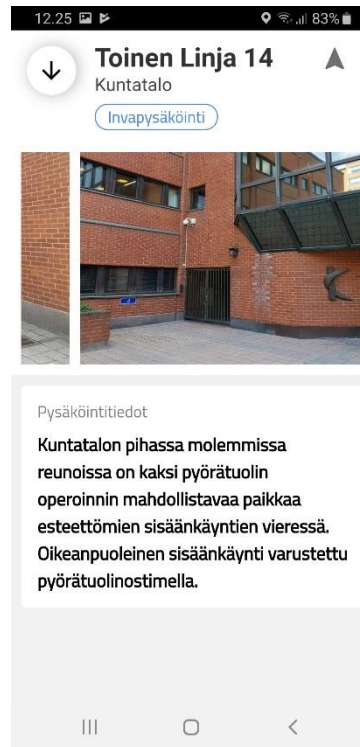 12.25 83%
Toinen Linja 14
Kuntatalo
Invapysäköinti
Pysäköintitiedot
Kuntatalon pihassa molemmissa
reunoissa on kaksi pyörätuolin
operoinnin mahdollistavaa paikkaa
esteettömien sisäänkäyntien vieressä.
Oikeanpuoleinen sisäänkäynti varustettu
pyörätuolinostimella.